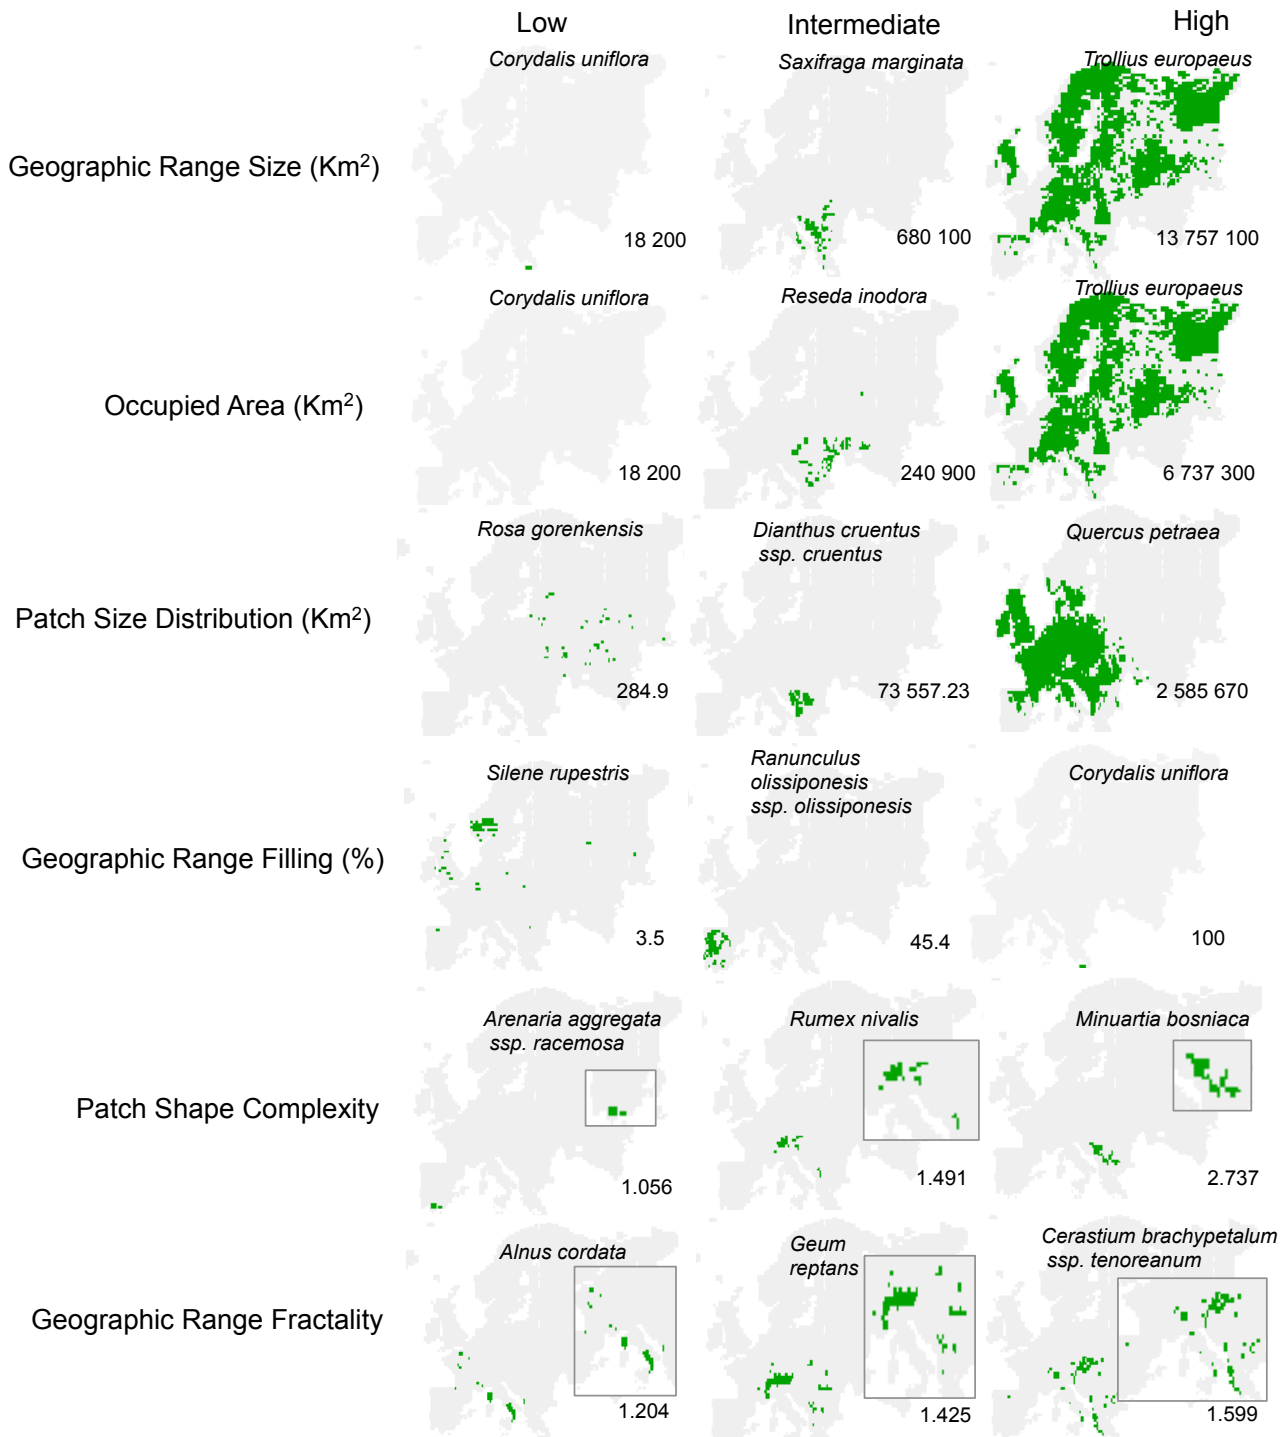 Low
Intermediate
High
Geographic Range Size (Km²)
Corydalis uniflora
18 200
Saxifraga marginata
680 100
Trollius europaeus
13 757 100
Occupied Area (Km²)
Corydalis uniflora
18 200
Reseda inodora
240 900
Trollius europaeus
6 737 300
Patch Size Distribution (Km²)
Rosa gorenkensis
284.9
Dianthus cruentus
ssp. cruentus
73 557.23
Quercus petraea
2 585 670
Geographic Range Filling (%)
Silene rupestris
3.5
Ranunculus
olissiponesis
ssp. olissiponesis
45.4
Corydalis uniflora
100
Patch Shape Complexity
Arenaria aggregata
ssp. racemosa
1.056
Rumex nivalis
1.491
Minuartia bosniaca
2.737
Geographic Range Fractality
Alnus cordata
1.204
Geum
reptans
1.425
Cerastium brachypetalum
ssp. tenoreanum
1.599